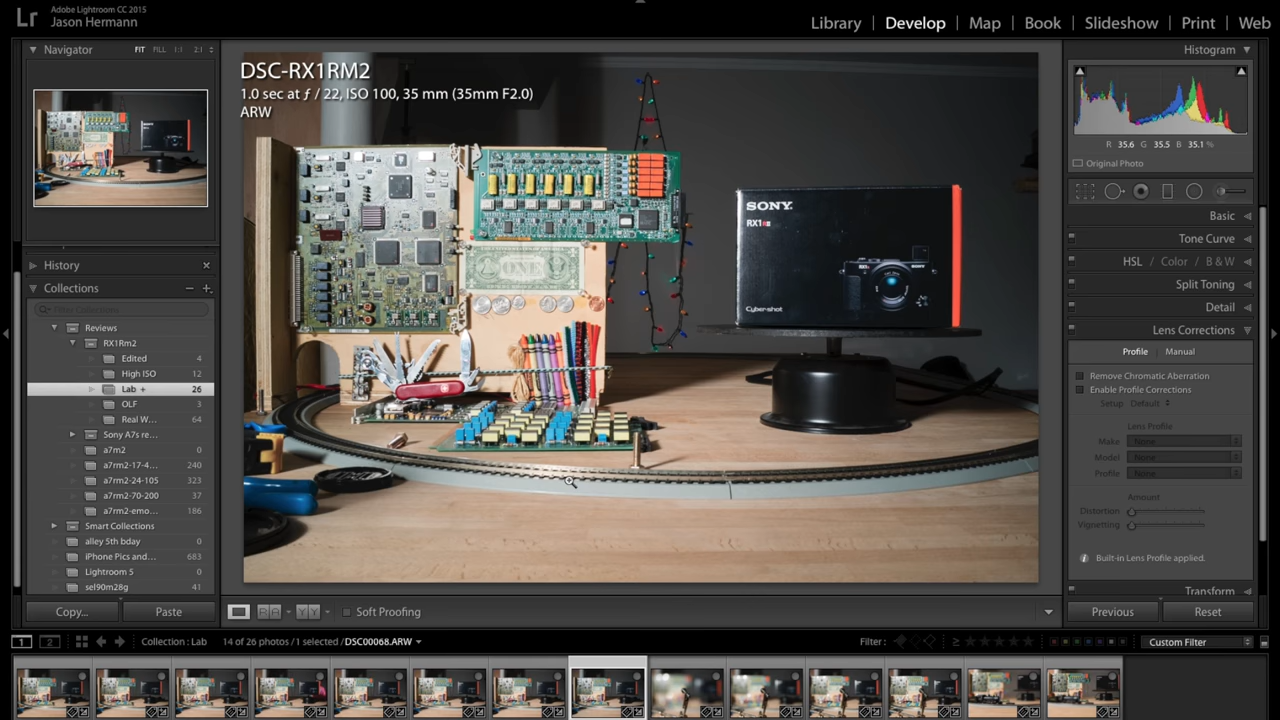 Lr
Adobe Lightroom CC 2015
Jason Hermann
Library | Develop | Map | Book | Slideshow | Print | Web
Navigator FIT FILL 1:1 2:1
History
Collections
Filter Collections
Reviews
RX1Rm2
Edited 4
High ISO 12
Lab + 26
OLF 3
Real W... 64
Sony A7s re...
a7m2 0
a7rm2-17-4... 240
a7rm2-24-105 323
a7rm2-70-200 37
a7rm2-emo... 186
Smart Collections
alley 5th bday 0
iPhone Pics and... 683
Lightroom 5 0
sel90m28g 41
Copy... Paste
DSC-RX1RM2
1.0 sec at ƒ / 22, ISO 100, 35 mm (35mm F2.0)
ARW
ONE
SONY
RX1RII
Cyber-shot
Histogram
R 35.6 G 35.5 B 35.1 %
Original Photo
Basic
Tone Curve
HSL / Color / B & W
Split Toning
Detail
Lens Corrections
Profile | Manual
Remove Chromatic Aberration
Enable Profile Corrections
Setup Default
Lens Profile
Make None
Model None
Profile None
Amount
Distortion
Vignetting
Built-in Lens Profile applied.
Transform
Previous Reset
Soft Proofing
1 2 Collection: Lab 14 of 26 photos / 1 selected / DSC00068.ARW Filter : Custom Filter